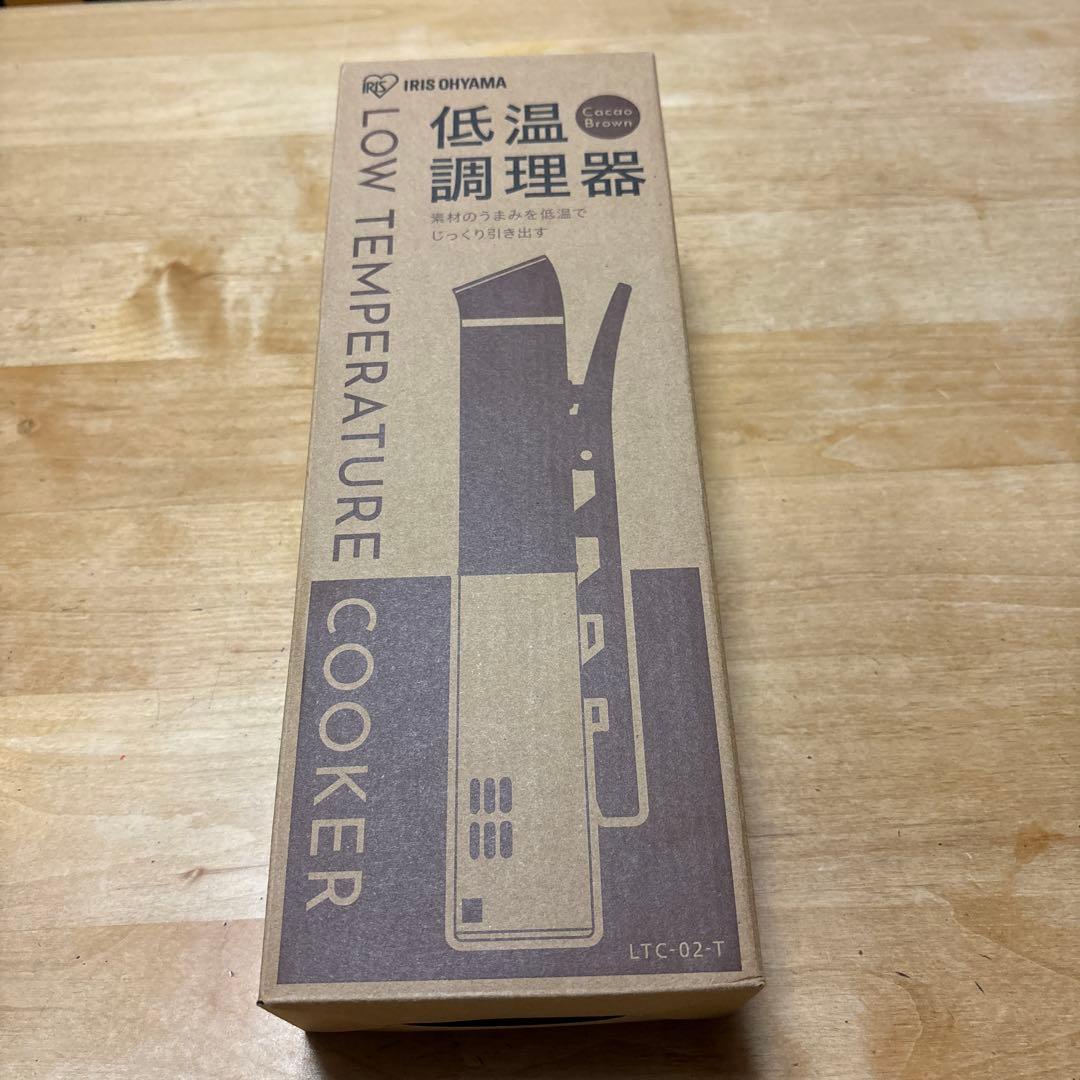 IRIS IRIS OHYAMA
低温
調理器
Cacao
Brown
素材のうまみを低温で
じっくり引き出す
LOW TEMPERATURE COOKER
LTC-02-T